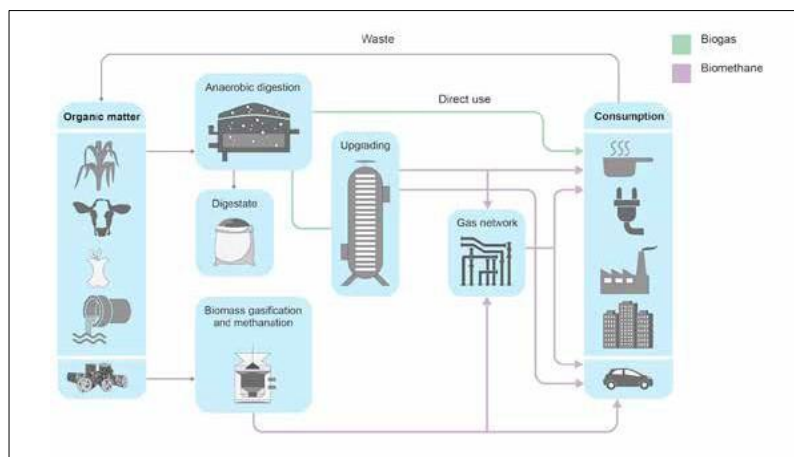 Waste
Biogas
Biomethane
Anaerobic digestion
Direct use
Organic matter
Consumption
Upgrading
Digestate
Gas network
Biomass gasification
and methanation